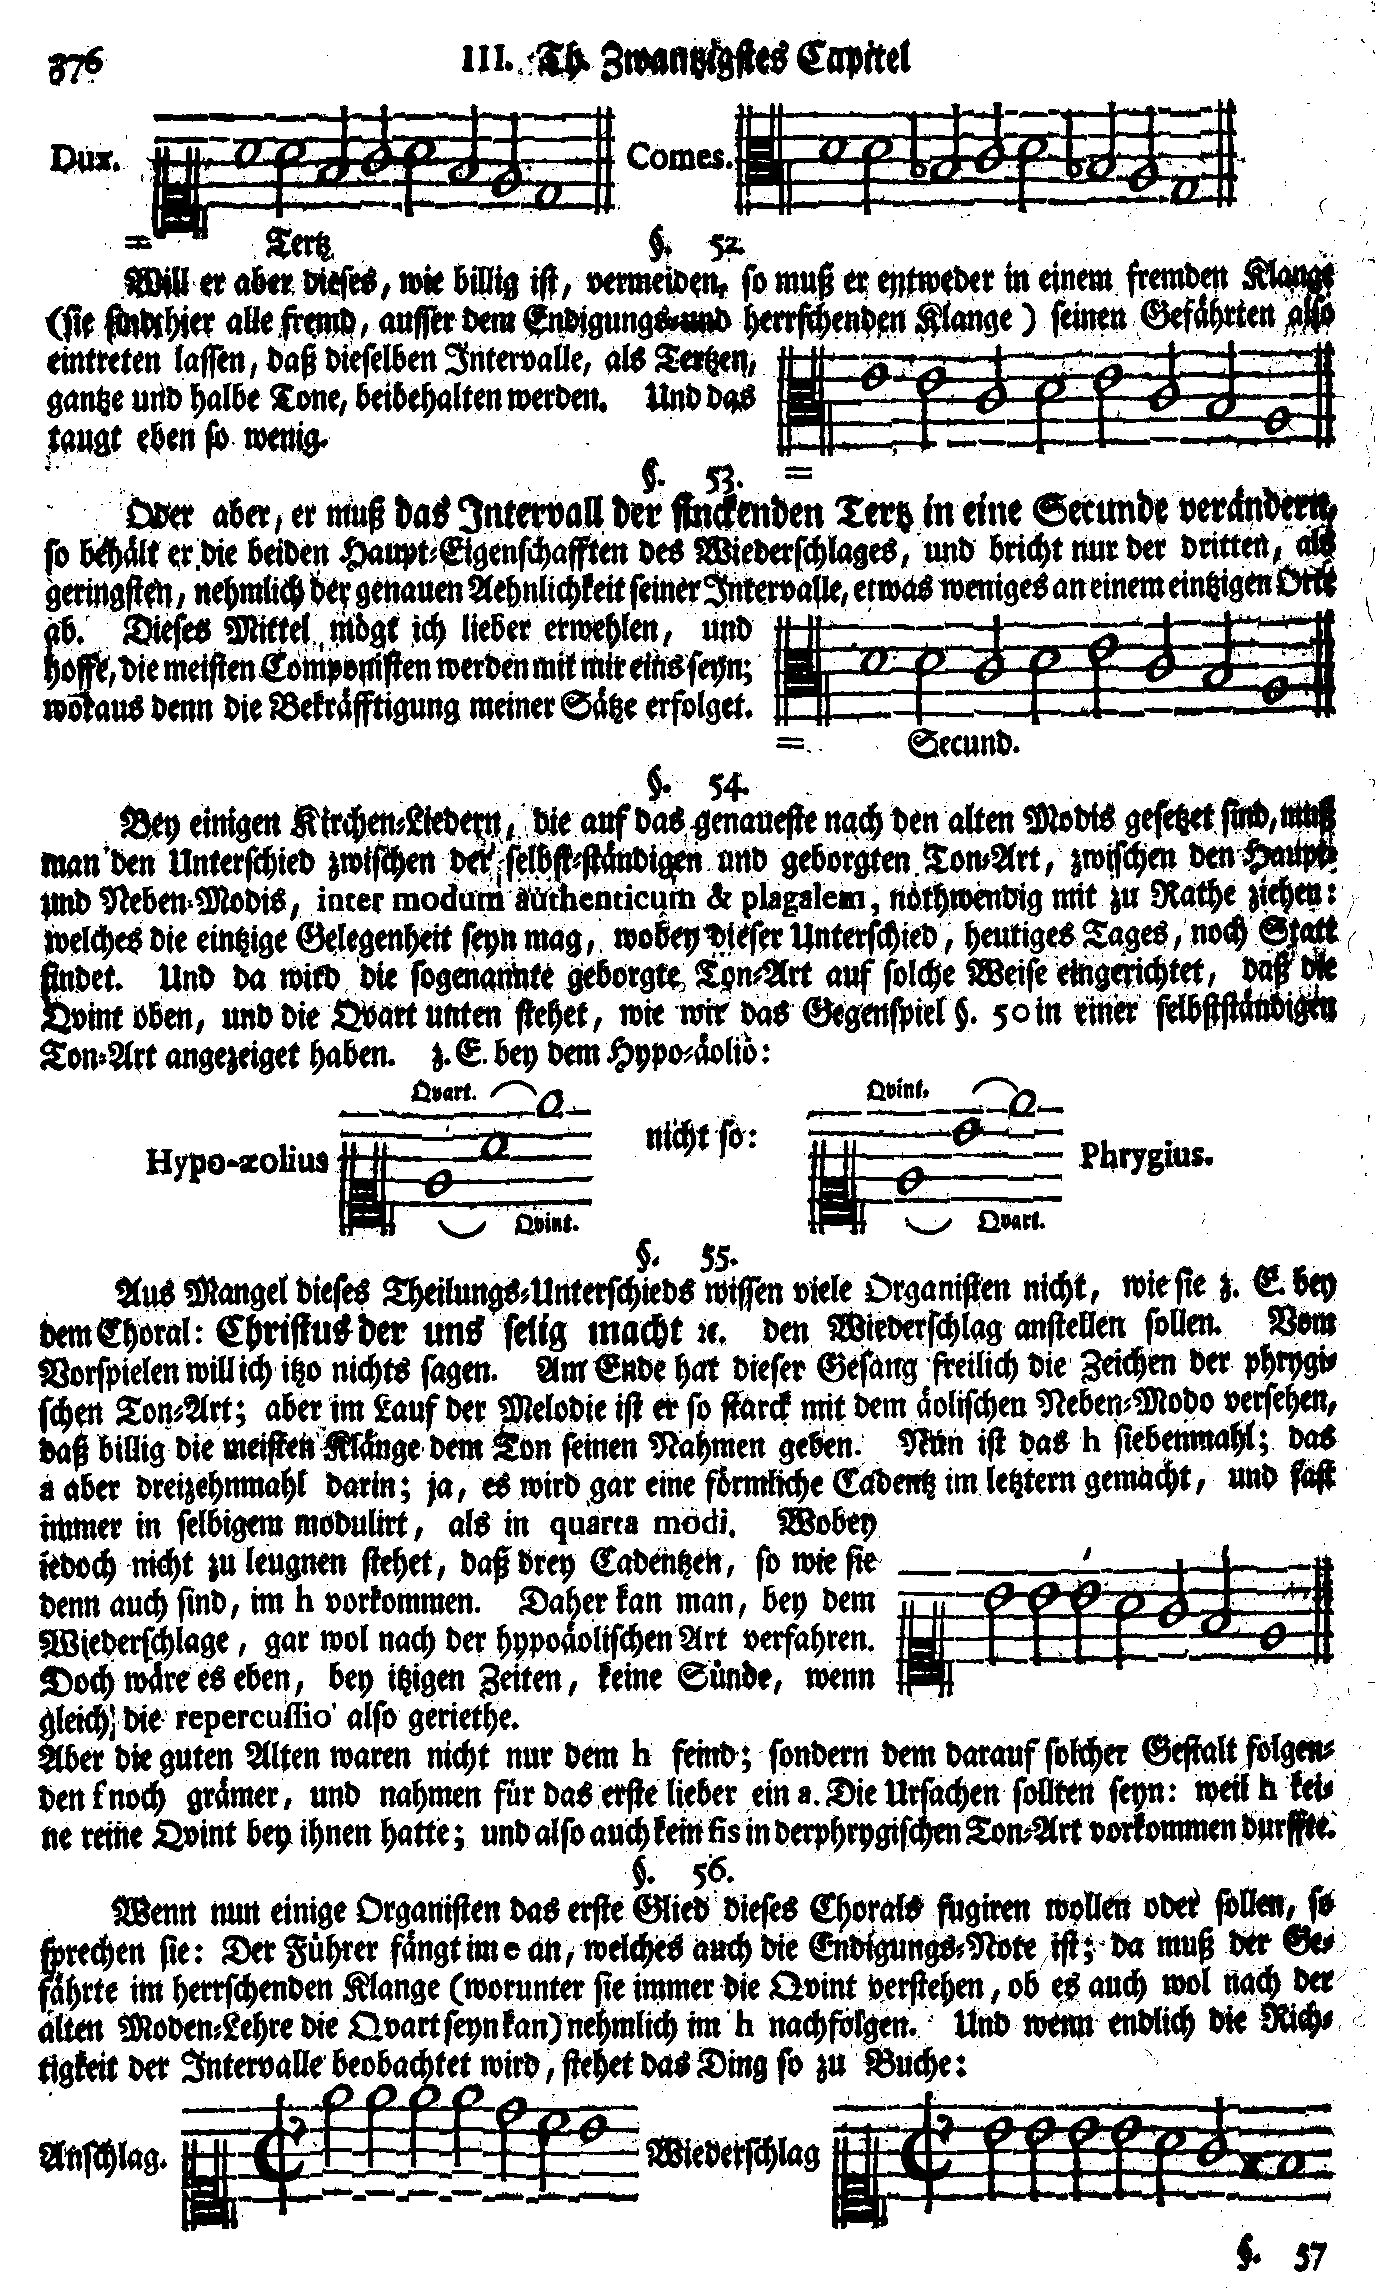 376 III. Th. Zwantzigstes Capitel
Dux. Comes.
Tertz
§. 52.
Will er aber dieses, wie billig ist, vermeiden, so muß er entweder in einem fremden Klange
(sie sind hier alle fremd, ausser dem Endigungs- und herrschenden Klange) seinen Gefährten also
eintreten lassen, daß dieselben Intervalle, als Tertzen,
gantze und halbe Tone, beibehalten werden. Und das
taugt eben so wenig.
§. 53.
Oder aber, er muß das Intervall der sinckenden Tertz in eine Secunde verändern,
so behält er die beiden Haupt-Eigenschafften des Wiederschlages, und bricht nur der dritten, als
geringsten, nehmlich der genauen Aehnlichkeit seiner Intervalle, etwas weniges an einem eintzigen Orte
ab. Dieses Mittel mögt ich lieber erwehlen, und
hoffe, die meisten Componisten werden mit mir eins seyn;
woraus denn die Bekräfftigung meiner Sätze erfolget.
Secund.
§. 54.
Bey einigen Kirchen-Liedern, die auf das genaueste nach den alten Modis gesetzet sind, muß
man den Unterschied zwischen der selbst-ständigen und geborgten Ton-Art, zwischen den Haupt-
und Neben-Modis, inter modum authenticum & plagalem, nothwendig mit zu Rathe ziehen:
welches die eintzige Gelegenheit seyn mag, wobey dieser Unterschied, heutiges Tages, noch Statt
findet. Und da wird die sogenannte geborgte Ton-Art auf solche Weise eingerichtet, daß die
Qvint oben, und die Qvart unten stehet, wie wir das Gegenspiel §. 50 in einer selbstständigen
Ton-Art angezeiget haben. z. E. bey dem Hypo-äolio:
Qvart. Qvint.
Hypo-æolius nicht so: Phrygius.
Qvint. Qvart.
§. 55.
Aus Mangel dieses Theilungs-Unterschieds wissen viele Organisten nicht, wie sie z. E. bey
dem Choral: Christus der uns selig macht ꝛc. den Wiederschlag anstellen sollen. Vom
Vorspielen will ich itzo nichts sagen. Am Ende hat dieser Gesang freilich die Zeichen der phrygi-
schen Ton-Art; aber im Lauf der Melodie ist er so starck mit dem äolischen Neben-Modo versehen,
daß billig die meisten Klänge dem Ton seinen Nahmen geben. Nun ist das h siebenmahl; das
a aber dreizehnmahl darin; ja, es wird gar eine förmliche Cadentz im letztern gemacht, und fast
immer in selbigem modulirt, als in quarta modi. Wobey
iedoch nicht zu leugnen stehet, daß drey Cadentzen, so wie sie
denn auch sind, im h vorkommen. Daher kan man, bey dem
Wiederschlage, gar wol nach der hypoäolischen Art verfahren.
Doch wäre es eben, bey itzigen Zeiten, keine Sünde, wenn
gleich die repercussio also geriethe.
Aber die guten Alten waren nicht nur dem h feind; sondern dem darauf solcher Gestalt folgen-
den f noch grämer, und nahmen für das erste lieber ein a. Die Ursachen sollten seyn: weil h kei-
ne reine Qvint bey ihnen hatte; und also auch kein fis in der phrygischen Ton-Art vorkommen durffte.
§. 56.
Wenn nun einige Organisten das erste Glied dieses Chorals fugiren wollen oder sollen, so
sprechen sie: Der Führer fängt im e an, welches auch die Endigungs-Note ist; da muß der Ge-
fährte im herrschenden Klange (worunter sie immer die Qvint verstehen, ob es auch wol nach der
alten Moden-Lehre die Qvart seyn kan) nehmlich im h nachfolgen. Und wenn endlich die Rich-
tigkeit der Intervalle beobachtet wird, stehet das Ding so zu Buche:
Anschlag. Wiederschlag
§. 57